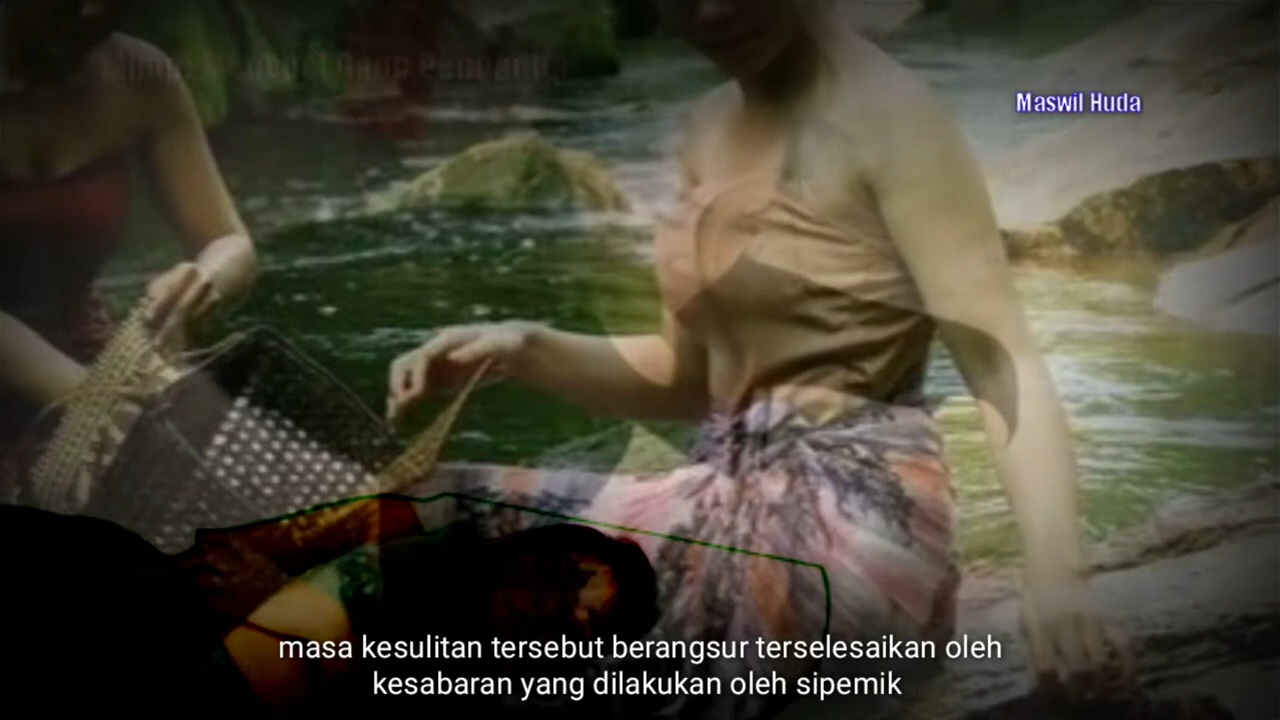 Maswil Huda
masa kesulitan tersebut berangsur terselesaikan oleh
kesabaran yang dilakukan oleh sipemik